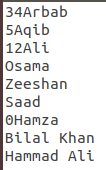 34Arbab
5Aqib
12Ali
Osama
Zeeshan
Saad
0Hamza
Bilal Khan
Hammad Ali